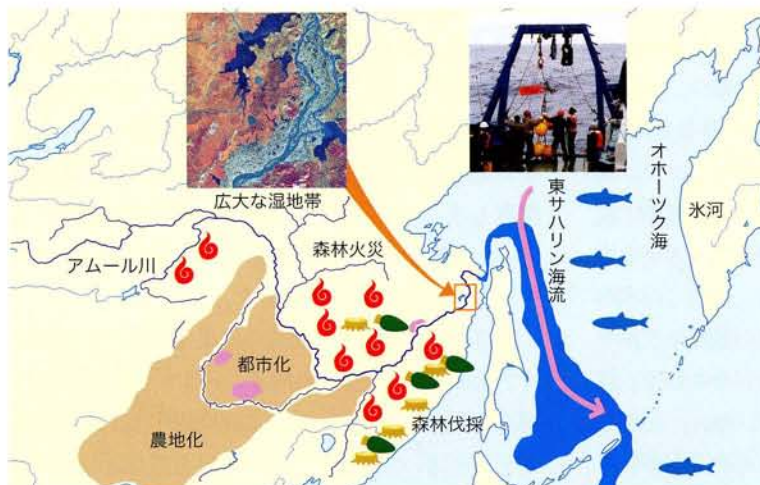 広大な湿地帯
東サハリン海流
オホーツク海
氷河
森林火災
アムール川
都市化
農地化
森林伐採